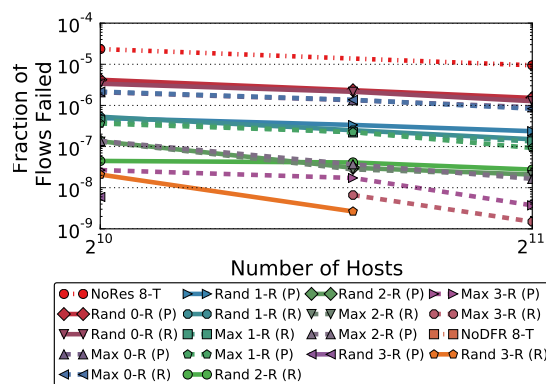 10^-4
10^-5
10^-6
10^-7
10^-8
10^-9
Fraction of
Flows Failed
2^10 2^11
Number of Hosts
NoRes 8-T Rand 1-R (P) Rand 2-R (P) Max 3-R (P)
Rand 0-R (P) Rand 1-R (R) Max 2-R (R) Max 3-R (R)
Rand 0-R (R) Max 1-R (R) Max 2-R (P) NoDFR 8-T
Max 0-R (P) Max 1-R (P) Rand 3-R (P) Rand 3-R (R)
Max 0-R (R) Rand 2-R (R)